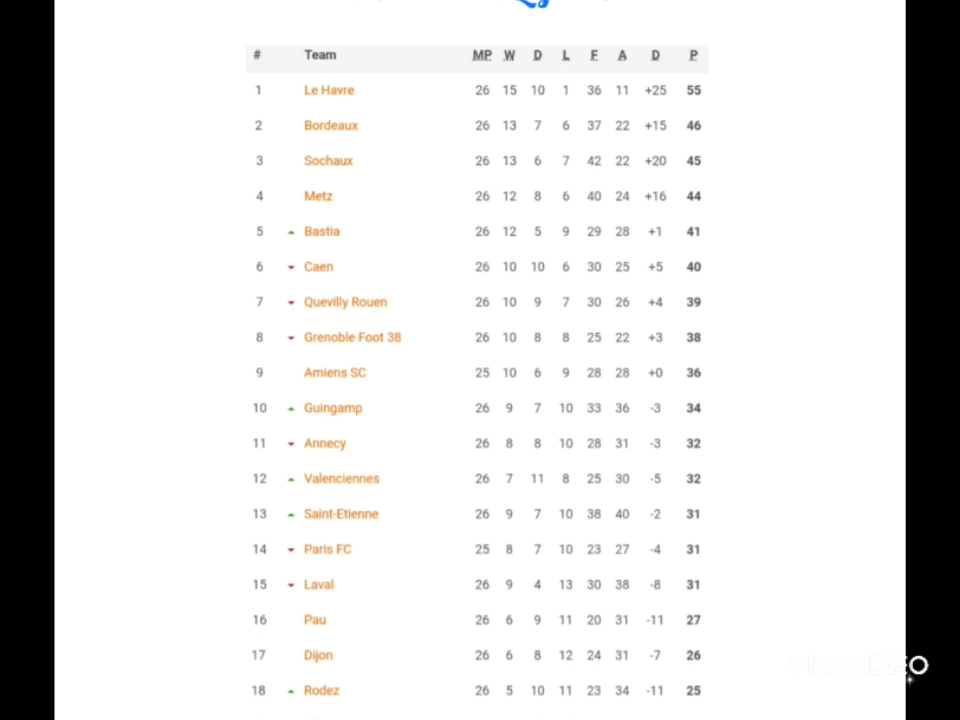 # Team MP W D L F A D P
1 Le Havre 26 15 10 1 36 11 +25 55
2 Bordeaux 26 13 7 6 37 22 +15 46
3 Sochaux 26 13 6 7 42 22 +20 45
4 Metz 26 12 8 6 40 24 +16 44
5 Bastia 26 12 5 9 29 28 +1 41
6 Caen 26 10 10 6 30 25 +5 40
7 Quevilly Rouen 26 10 9 7 30 26 +4 39
8 Grenoble Foot 38 26 10 8 8 25 22 +3 38
9 Amiens SC 25 10 6 9 28 28 +0 36
10 Guingamp 26 9 7 10 33 36 -3 34
11 Annecy 26 8 8 10 28 31 -3 32
12 Valenciennes 26 7 11 8 25 30 -5 32
13 Saint-Etienne 26 9 7 10 38 40 -2 31
14 Paris FC 25 8 7 10 23 27 -4 31
15 Laval 26 9 4 13 30 38 -8 31
16 Pau 26 6 9 11 20 31 -11 27
17 Dijon 26 6 8 12 24 31 -7 26
18 Rodez 26 5 10 11 23 34 -11 25
VIVAVIDEO